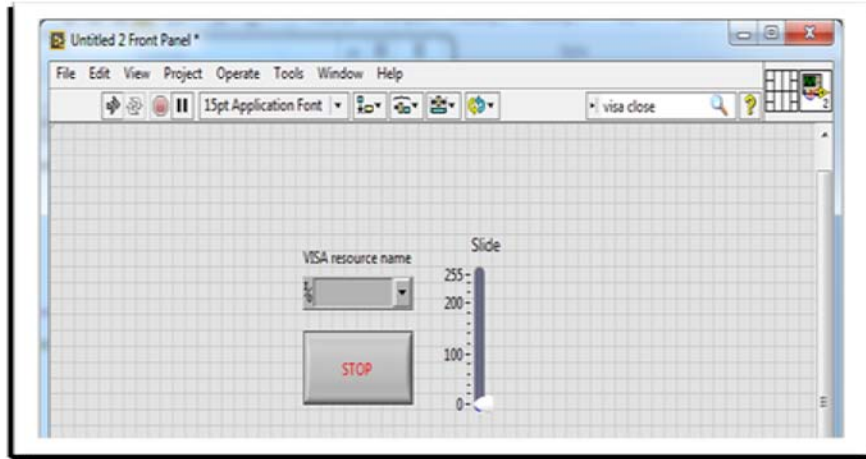 Untitled 2 Front Panel *
File Edit View Project Operate Tools Window Help
15pt Application Font
visa close
2
Slide
VISA resource name
255
200
STOP
100
0